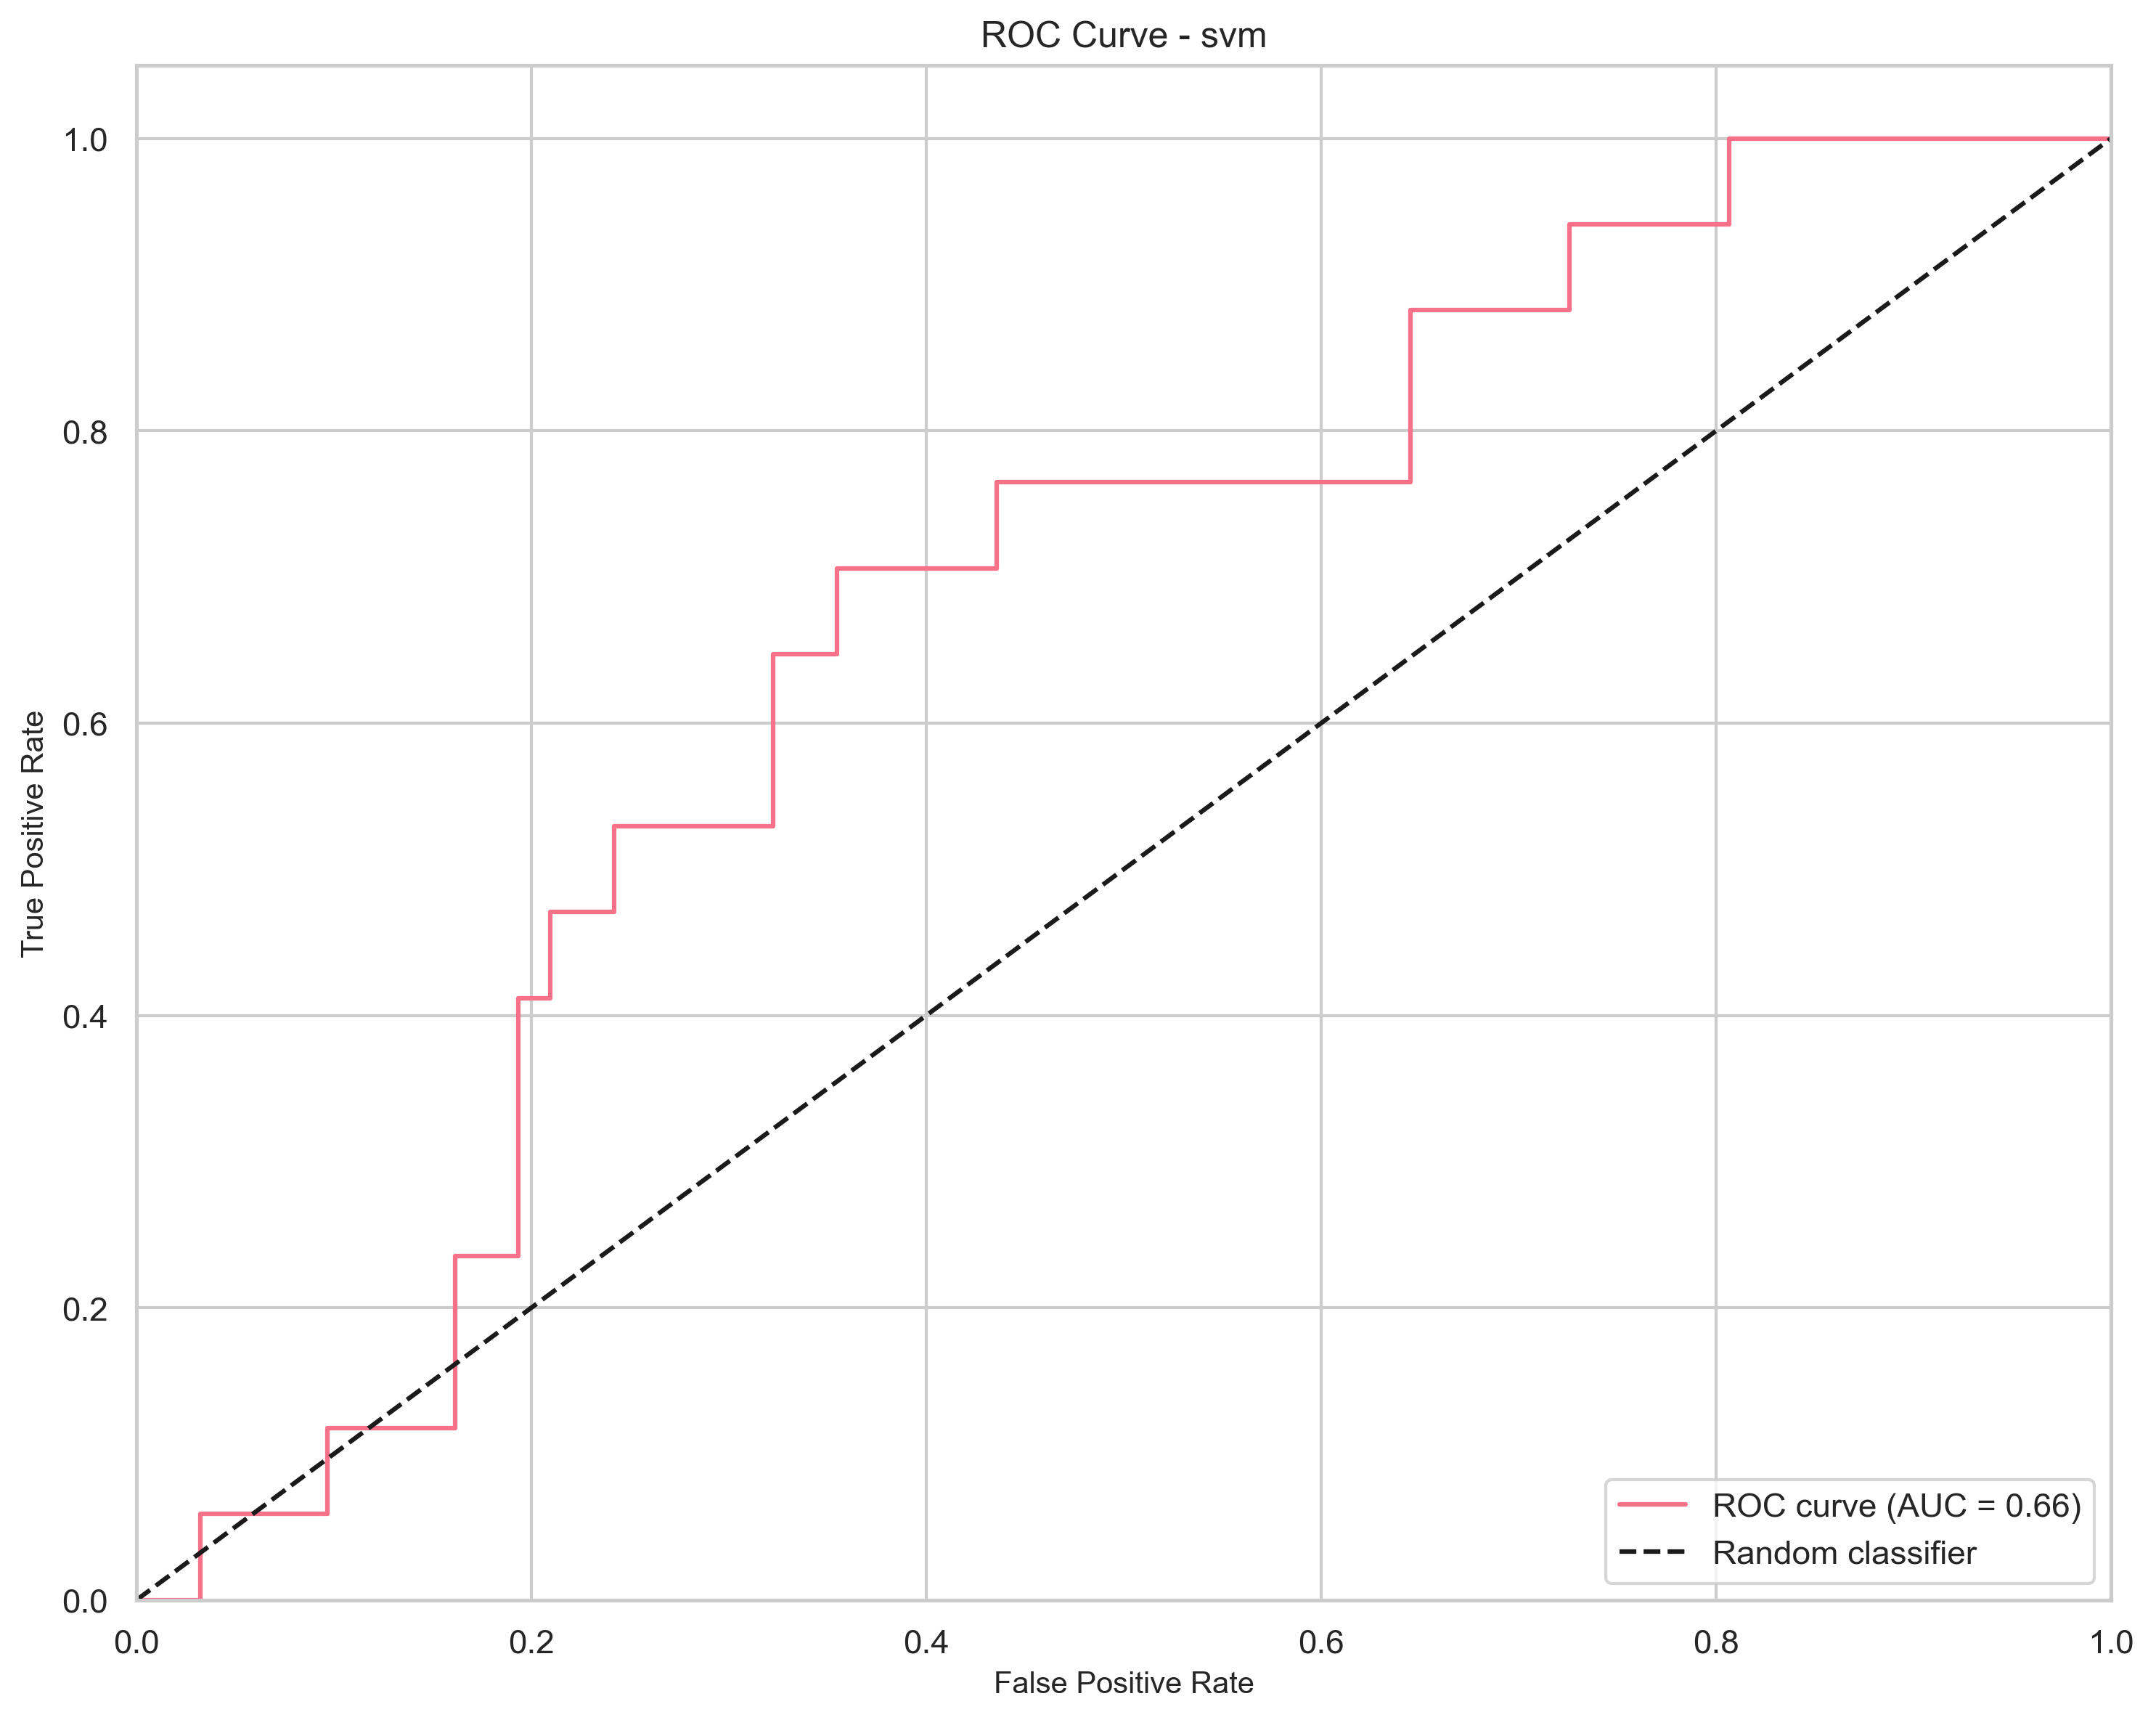 ROC Curve - svm
1.0
0.8
0.6
0.4
0.2
0.0
True Positive Rate
0.0 0.2 0.4 0.6 0.8 1.0
False Positive Rate
ROC curve (AUC = 0.66)
Random classifier